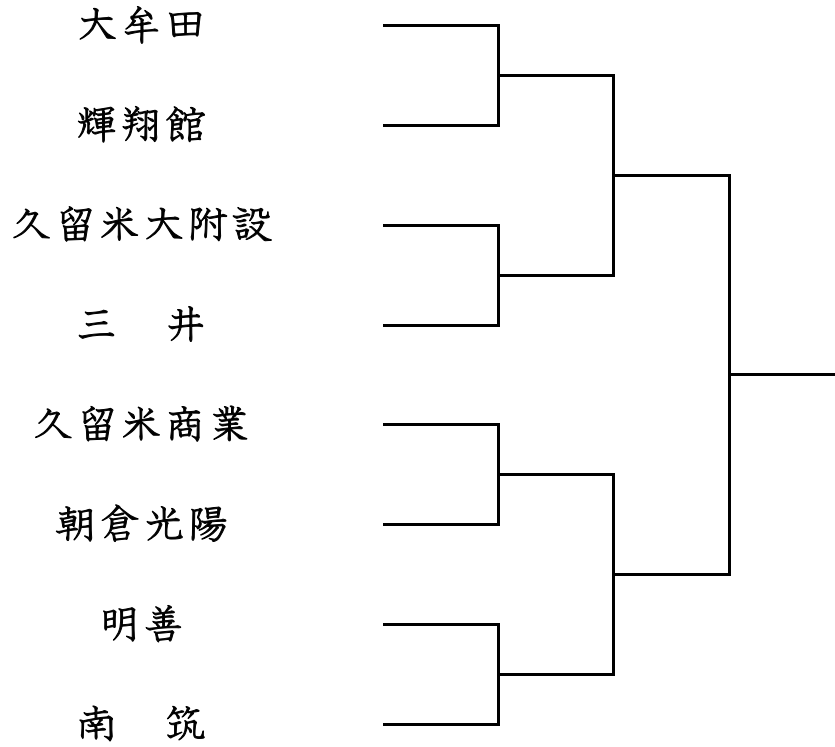 大牟田
輝翔館
久留米大附設
三　井
久留米商業
朝倉光陽
明善
南　筑